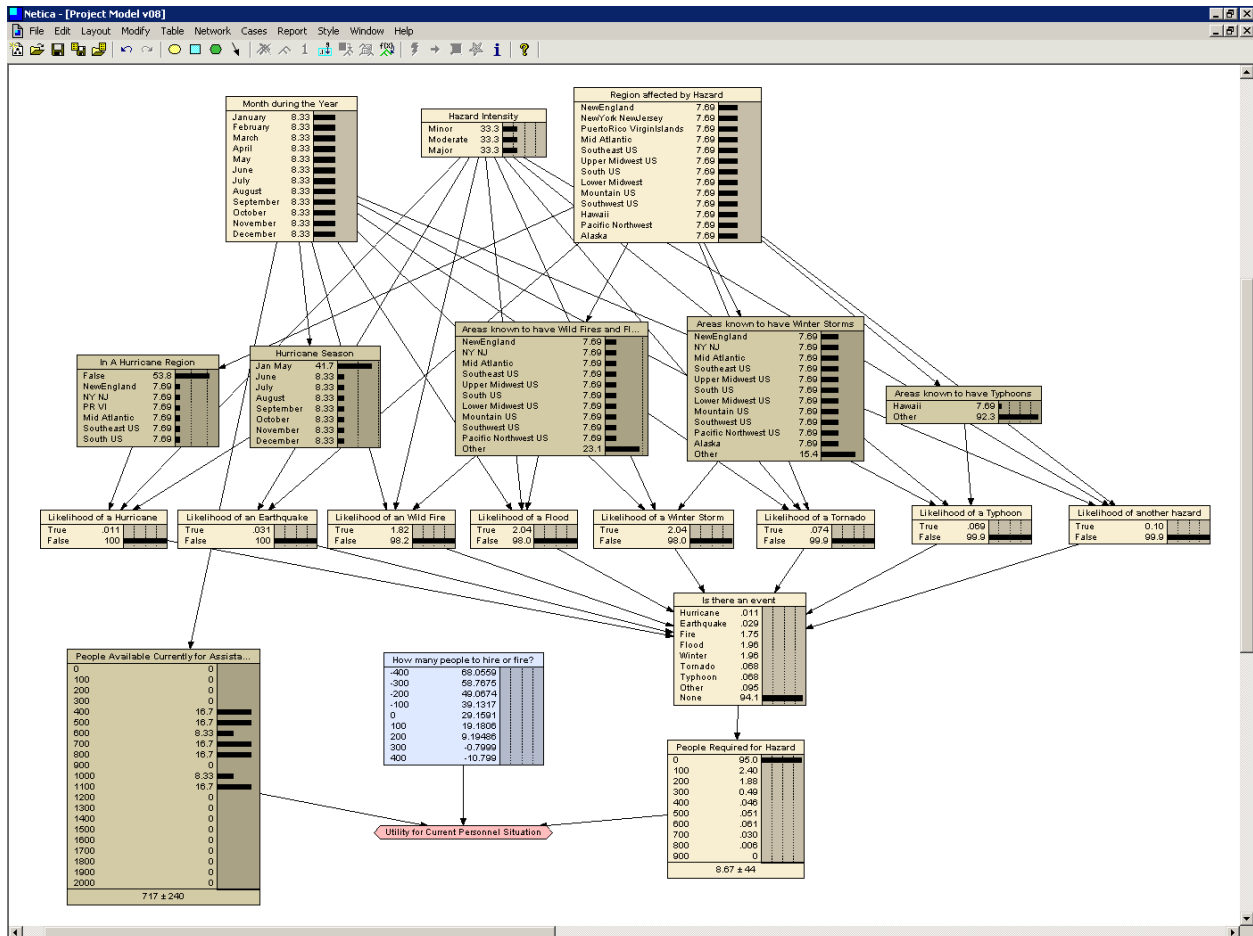 Netica - [Project Model v08]
File Edit Layout Modify Table Network Cases Report Style Window Help
Month during the Year
January 8.33
February 8.33
March 8.33
April 8.33
May 8.33
June 8.33
July 8.33
August 8.33
September 8.33
October 8.33
November 8.33
December 8.33
Hazard Intensity
Minor 33.3
Moderate 33.3
Major 33.3
Region affected by Hazard
NewEngland 7.69
NewYork NewJersey 7.69
PuertoRico VirginIslands 7.69
Mid Atlantic 7.69
Southeast US 7.69
Upper Midwest US 7.69
South US 7.69
Lower Midwest 7.69
Mountain US 7.69
Southwest US 7.69
Hawaii 7.69
Pacific Northwest 7.69
Alaska 7.69
In A Hurricane Region
False 53.8
NewEngland 7.69
NY NJ 7.69
PR VI 7.69
Mid Atlantic 7.69
Southeast US 7.69
South US 7.69
Hurricane Season
Jan May 41.7
June 8.33
July 8.33
August 8.33
September 8.33
October 8.33
November 8.33
December 8.33
Areas known to have Wild Fires and Fl...
NewEngland 7.69
NY NJ 7.69
Mid Atlantic 7.69
Southeast US 7.69
Upper Midwest US 7.69
South US 7.69
Lower Midwest US 7.69
Mountain US 7.69
Southwest US 7.69
Pacific Northwest US 7.69
Other 23.1
Areas known to have Winter Storms
NewEngland 7.69
NY NJ 7.69
Mid Atlantic 7.69
Southeast US 7.69
Upper Midwest US 7.69
South US 7.69
Lower Midwest US 7.69
Mountain US 7.69
Southwest US 7.69
Pacific Northwest US 7.69
Alaska 7.69
Other 15.4
Areas known to have Typhoons
Hawaii 7.69
Other 92.3
Likelihood of a Hurricane
True .011
False 100
Likelihood of an Earthquake
True .031
False 100
Likelihood of an Wild Fire
True 1.82
False 98.2
Likelihood of a Flood
True 2.04
False 98.0
Likelihood of a Winter Storm
True 2.04
False 98.0
Likelihood of a Tornado
True .074
False 99.9
Likelihood of a Typhoon
True .069
False 99.9
Likelihood of another hazard
True 0.10
False 99.9
Is there an event
Hurricane .011
Earthquake .029
Fire 1.75
Flood 1.96
Winter 1.96
Tornado .068
Typhoon .068
Other .095
None 94.1
People Available Currently for Assista...
0 0
100 0
200 0
300 0
400 16.7
500 16.7
600 8.33
700 16.7
800 16.7
900 0
1000 8.33
1100 16.7
1200 0
1300 0
1400 0
1500 0
1600 0
1700 0
1800 0
1900 0
2000 0
717 ± 240
How many people to hire or fire?
-400 68.0559
-300 58.7675
-200 49.0674
-100 39.1317
0 29.1591
100 19.1806
200 9.19486
300 -0.7999
400 -10.799
People Required for Hazard
0 95.0
100 2.40
200 1.88
300 0.49
400 .046
500 .051
600 .061
700 .030
800 .006
900 0
8.67 ± 44
Utility for Current Personnel Situation